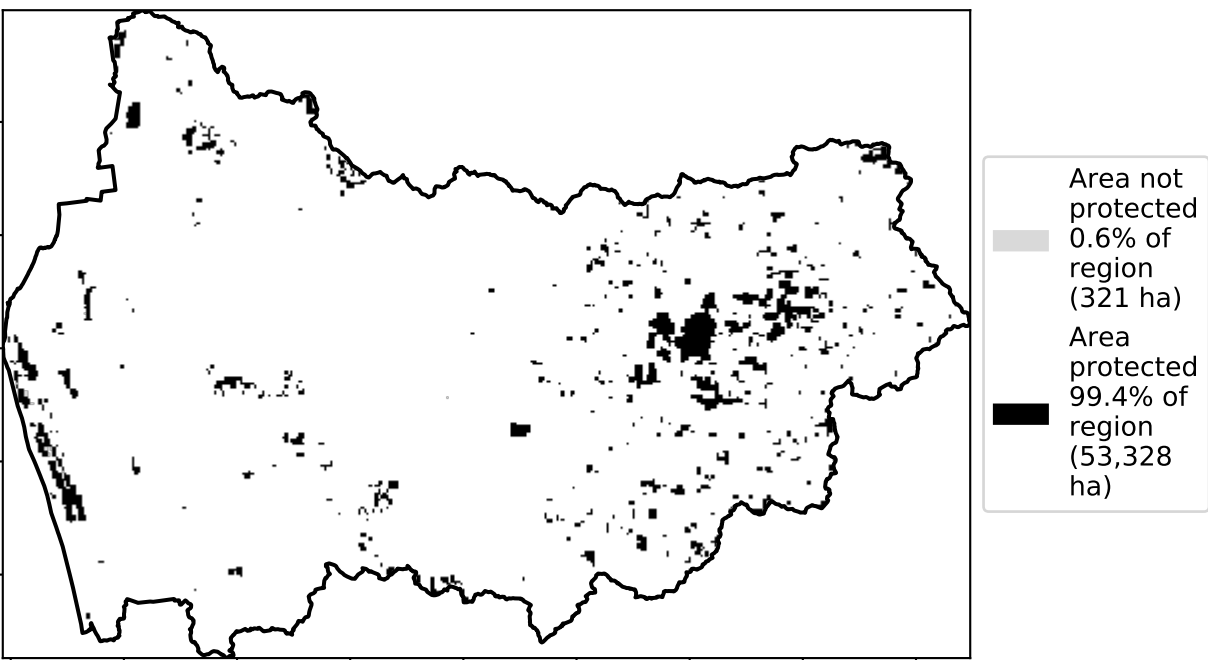 Area not
protected
0.6% of
region
(321 ha)
Area
protected
99.4% of
region
(53,328
ha)